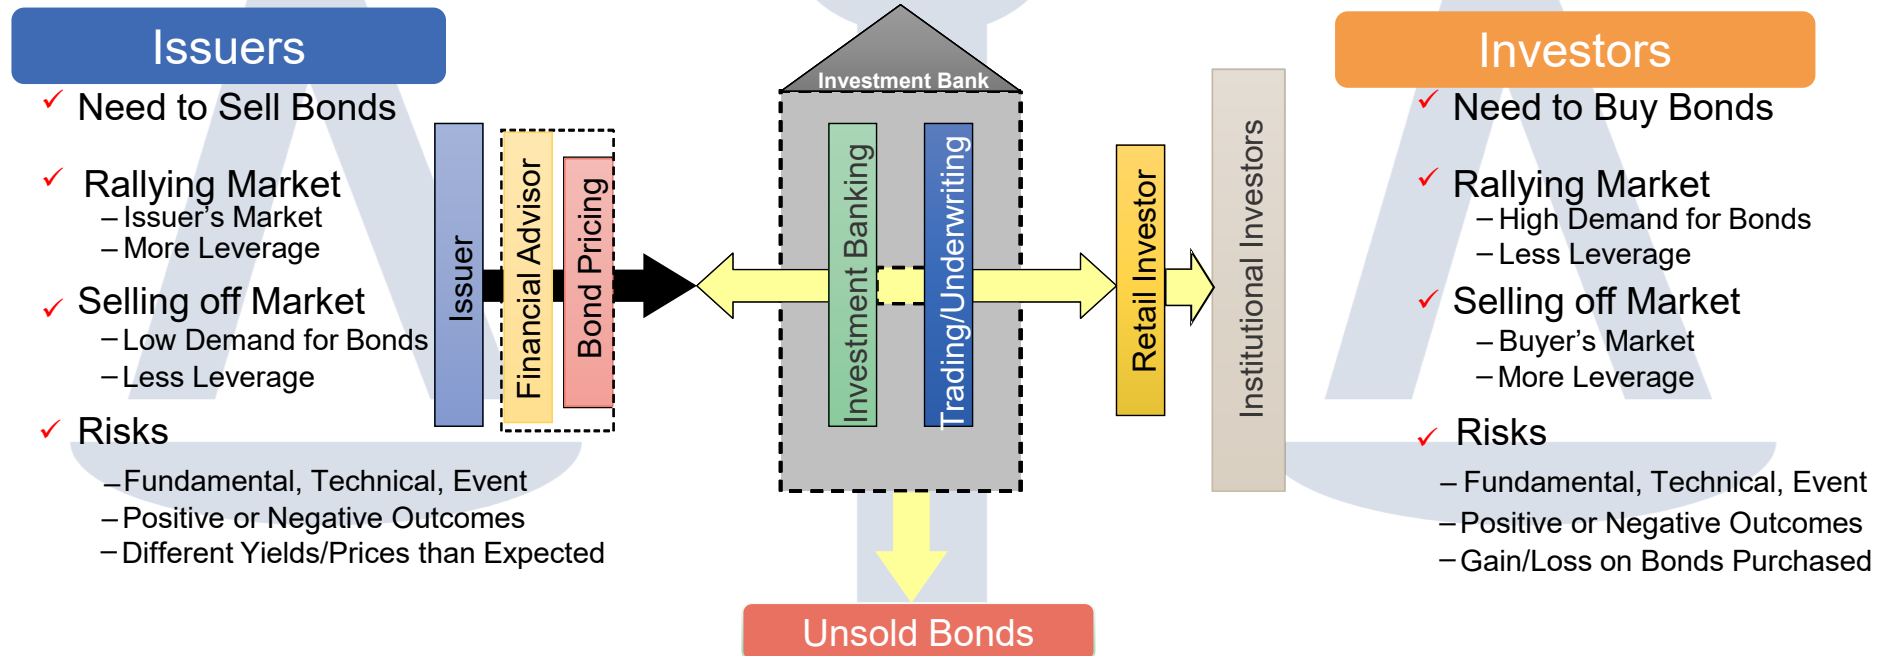 Issuers
Need to Sell Bonds
Rallying Market
– Issuer's Market
– More Leverage
Selling off Market
– Low Demand for Bonds
– Less Leverage
Risks
– Fundamental, Technical, Event
– Positive or Negative Outcomes
– Different Yields/Prices than Expected
Issuer
Financial Advisor
Bond Pricing
Investment Bank
Investment Banking
Trading/Underwriting
Unsold Bonds
Retail Investor
Institutional Investors
Investors
Need to Buy Bonds
Rallying Market
– High Demand for Bonds
– Less Leverage
Selling off Market
– Buyer's Market
– More Leverage
Risks
– Fundamental, Technical, Event
– Positive or Negative Outcomes
– Gain/Loss on Bonds Purchased